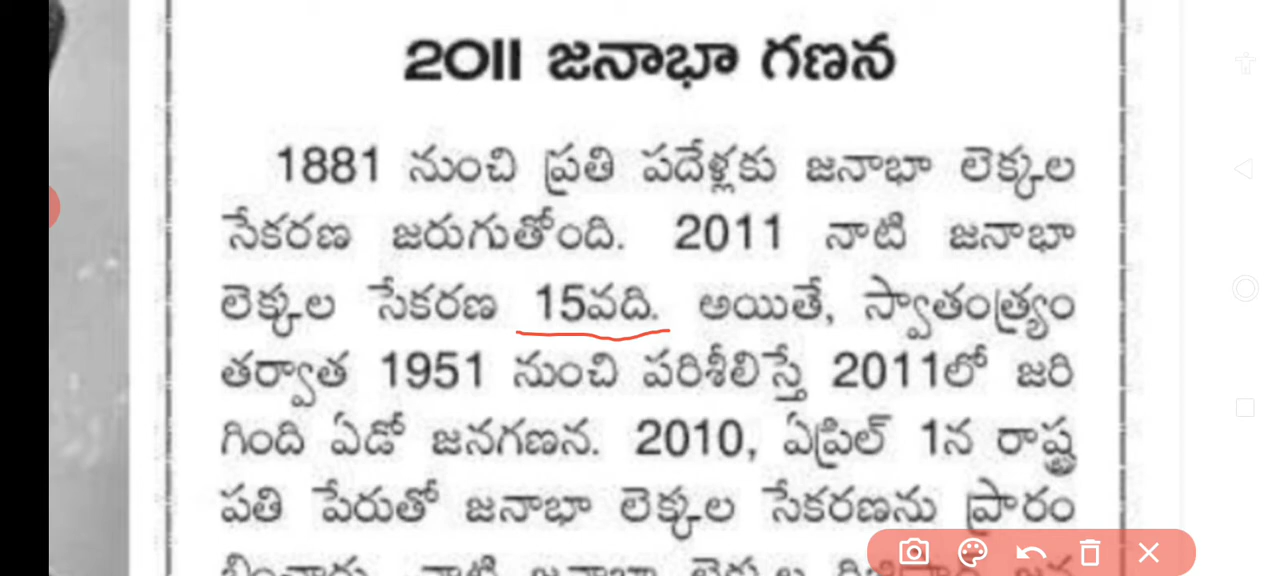 2011 జనాభా గణన
1881 నుంచి ప్రతి పదేళ్లకు జనాభా లెక్కల
సేకరణ జరుగుతోంది. 2011 నాటి జనాభా
లెక్కల సేకరణ 15వది. అయితే, స్వాతంత్ర్యం
తర్వాత 1951 నుంచి పరిశీలిస్తే 2011లో జరి
గింది ఏడో జనగణన. 2010, ఏప్రిల్ 1న రాష్ట్ర
పతి పేరుతో జనాభా లెక్కల సేకరణను ప్రారం